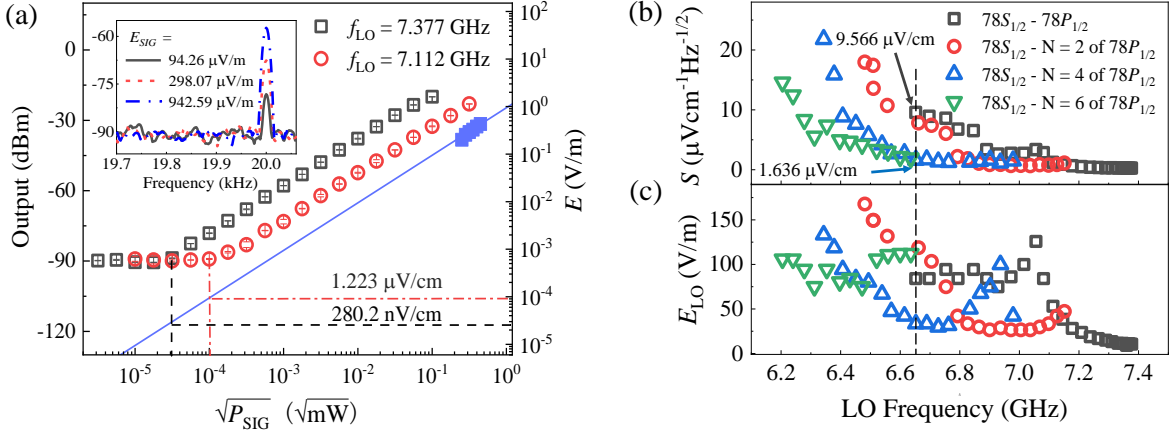 (a)
E_SIG =
94.26 μV/m
298.07 μV/m
942.59 μV/m
-60
-75
-90
19.7 19.8 19.9 20.0
Frequency (kHz)
f_LO = 7.377 GHz
f_LO = 7.112 GHz
0
-30
-60
-90
-120
Output (dBm)
10^2
10^1
10^0
10^-1
10^-2
10^-3
10^-4
10^-5
E (V/m)
1.223 μV/cm
280.2 nV/cm
10^-5 10^-4 10^-3 10^-2 10^-1 10^0
√P_SIG (√mW)
(b)
9.566 μV/cm
78S_1/2 - 78P_1/2
78S_1/2 - N = 2 of 78P_1/2
78S_1/2 - N = 4 of 78P_1/2
78S_1/2 - N = 6 of 78P_1/2
20
10
0
S (μVcm^-1Hz^-1/2)
1.636 μV/cm
(c)
150
100
50
0
E_LO (V/m)
6.2 6.4 6.6 6.8 7.0 7.2 7.4
LO Frequency (GHz)